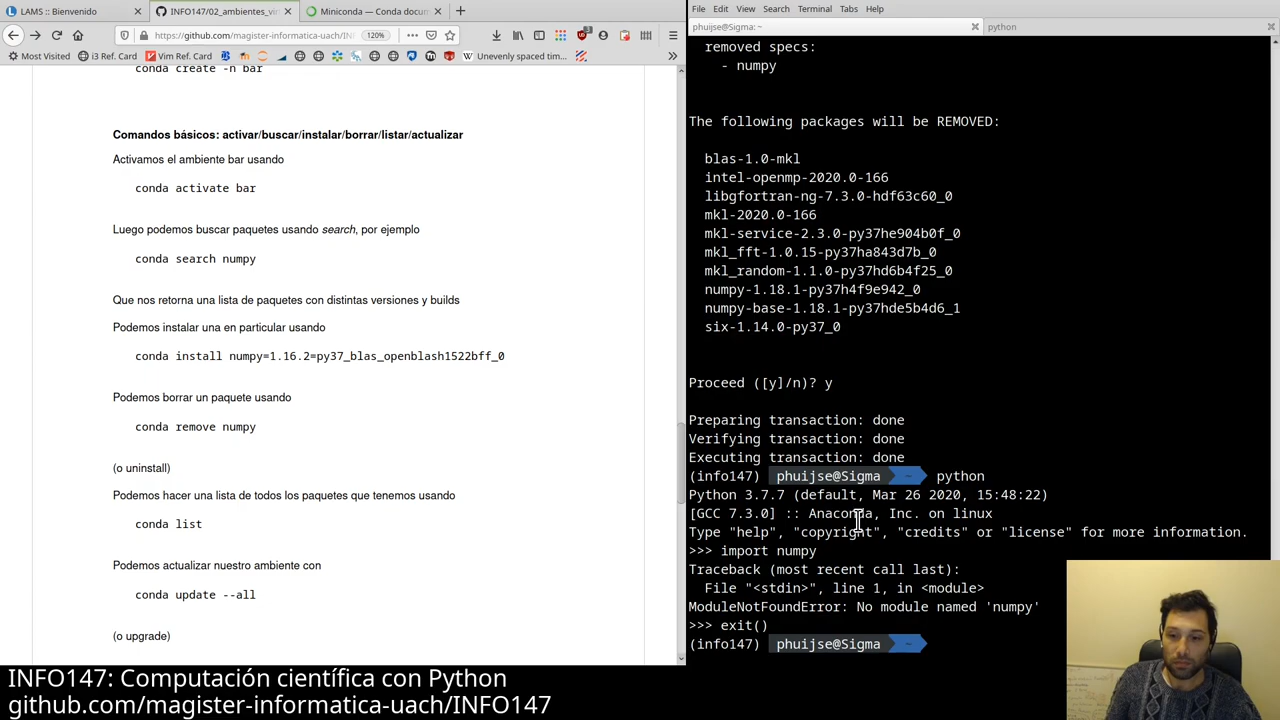 LAMS :: Bienvenido
INFO147/02_ambientes_vir
Miniconda — Conda docum
https://github.com/magister-informatica-uach/INF
120%
Most Visited
i3 Ref. Card
Vim Ref. Card
Unevenly spaced tim…
conda create -n bar
Comandos básicos: activar/buscar/instalar/borrar/listar/actualizar
Activamos el ambiente bar usando
conda activate bar
Luego podemos buscar paquetes usando search, por ejemplo
conda search numpy
Que nos retorna una lista de paquetes con distintas versiones y builds
Podemos instalar una en particular usando
conda install numpy=1.16.2=py37_blas_openblash1522bff_0
Podemos borrar un paquete usando
conda remove numpy
(o uninstall)
Podemos hacer una lista de todos los paquetes que tenemos usando
conda list
Podemos actualizar nuestro ambiente con
conda update --all
(o upgrade)
File Edit View Search Terminal Tabs Help
phuijse@Sigma: ~
python
removed specs:
- numpy
The following packages will be REMOVED:
blas-1.0-mkl
intel-openmp-2020.0-166
libgfortran-ng-7.3.0-hdf63c60_0
mkl-2020.0-166
mkl-service-2.3.0-py37he904b0f_0
mkl_fft-1.0.15-py37ha843d7b_0
mkl_random-1.1.0-py37hd6b4f25_0
numpy-1.18.1-py37h4f9e942_0
numpy-base-1.18.1-py37hde5b4d6_1
six-1.14.0-py37_0
Proceed ([y]/n)? y
Preparing transaction: done
Verifying transaction: done
Executing transaction: done
(info147) phuijse@Sigma ~ python
Python 3.7.7 (default, Mar 26 2020, 15:48:22)
[GCC 7.3.0] :: Anaconda, Inc. on linux
Type "help", "copyright", "credits" or "license" for more information.
>>> import numpy
Traceback (most recent call last):
File "<stdin>", line 1, in <module>
ModuleNotFoundError: No module named 'numpy'
>>> exit()
(info147) phuijse@Sigma ~
INFO147: Computación científica con Python
github.com/magister-informatica-uach/INFO147